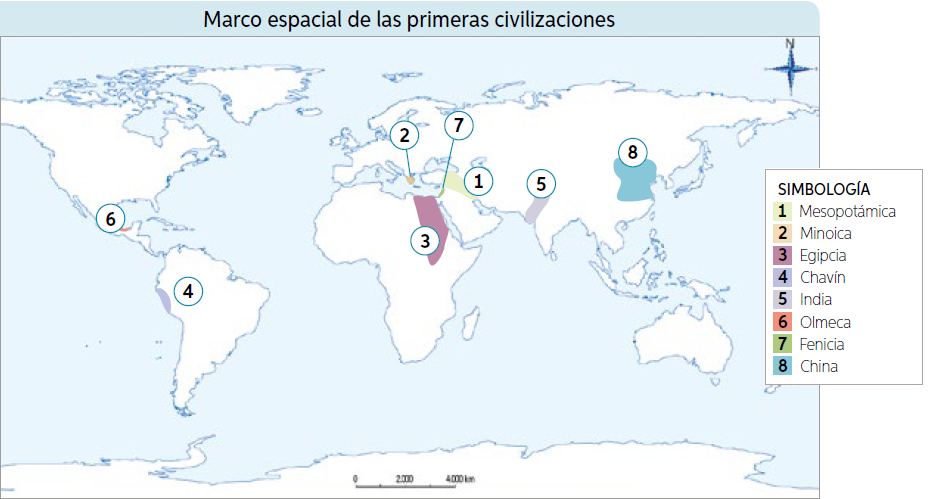 Marco espacial de las primeras civilizaciones
N
7
2
8
1
5
6
3
4
SIMBOLOGÍA
1 Mesopotámica
2 Minoica
3 Egipcia
4 Chavín
5 India
6 Olmeca
7 Fenicia
8 China
0 2.000 4.000 km